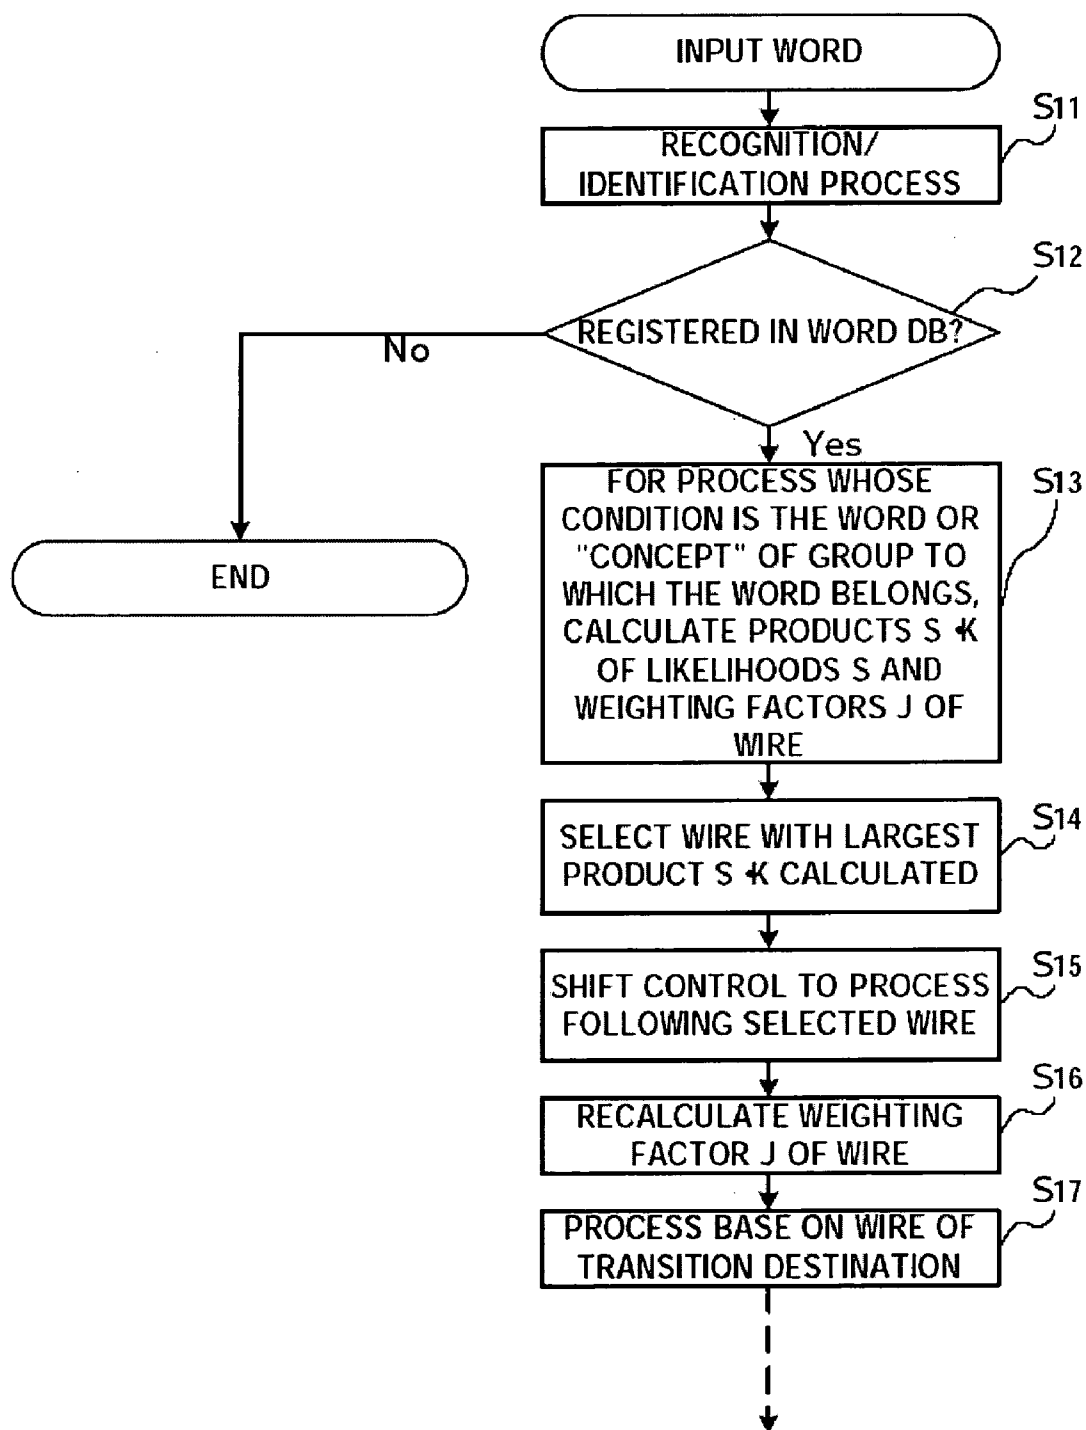 INPUT WORD
S11
RECOGNITION/
IDENTIFICATION PROCESS
S12
REGISTERED IN WORD DB?
No
Yes
END
S13
FOR PROCESS WHOSE
CONDITION IS THE WORD OR
"CONCEPT" OF GROUP TO
WHICH THE WORD BELONGS,
CALCULATE PRODUCTS S •K
OF LIKELIHOODS S AND
WEIGHTING FACTORS J OF
WIRE
S14
SELECT WIRE WITH LARGEST
PRODUCT S •K CALCULATED
S15
SHIFT CONTROL TO PROCESS
FOLLOWING SELECTED WIRE
S16
RECALCULATE WEIGHTING
FACTOR J OF WIRE
S17
PROCESS BASE ON WIRE OF
TRANSITION DESTINATION